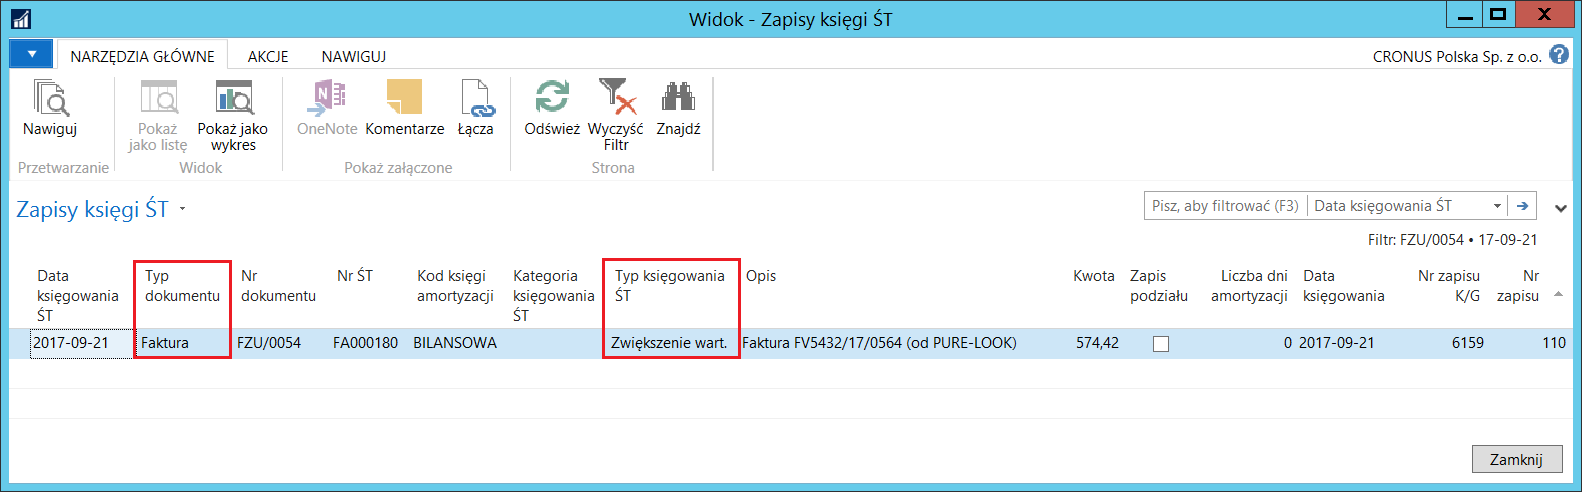 Widok - Zapisy księgi ŚT
NARZĘDZIA GŁÓWNE AKCJE NAWIGUJ CRONUS Polska Sp. z o.o.
Nawiguj
Pokaż jako listę
Pokaż jako wykres
OneNote
Komentarze
Łącza
Odśwież
Wyczyść Filtr
Znajdź
Przetwarzanie Widok Pokaż załączone Strona
Zapisy księgi ŚT
Pisz, aby filtrować (F3) Data księgowania ŚT
Filtr: FZU/0054 • 17-09-21
Data księgowania ŚT
Typ dokumentu
Nr dokumentu
Nr ŚT
Kod księgi amortyzacji
Kategoria księgowania ŚT
Typ księgowania ŚT
Opis
Kwota
Zapis podziału
Liczba dni amortyzacji
Data księgowania
Nr zapisu K/G
Nr zapisu
2017-09-21 Faktura FZU/0054 FA000180 BILANSOWA Zwiększenie wart. Faktura FV5432/17/0564 (od PURE-LOOK) 574,42 0 2017-09-21 6159 110
Zamknij